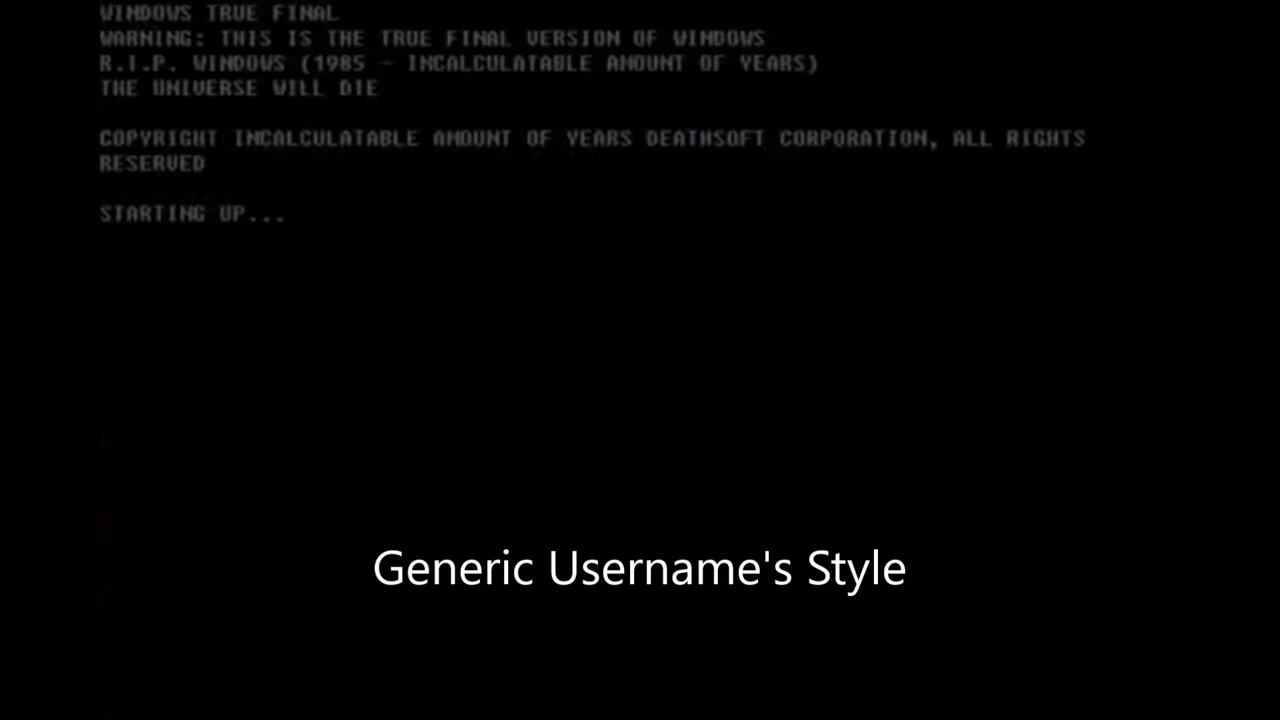 WINDOWS TRUE FINAL
WARNING: THIS IS THE TRUE FINAL VERSION OF WINDOWS
R.I.P. WINDOWS (1985 - INCALCULATABLE AMOUNT OF YEARS)
THE UNIVERSE WILL DIE
COPYRIGHT INCALCULATABLE AMOUNT OF YEARS DEATHSOFT CORPORATION, ALL RIGHTS
RESERVED
STARTING UP...
Generic Username's Style